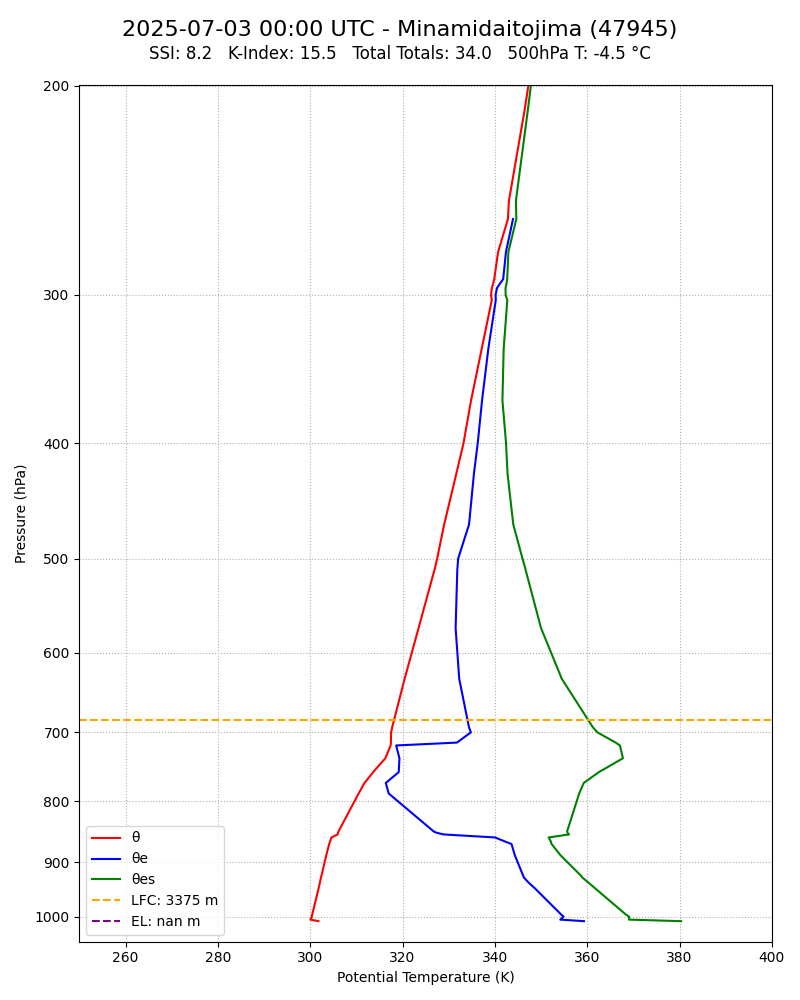 2025-07-03 00:00 UTC - Minamidaitojima (47945)
SSI: 8.2 K-Index: 15.5 Total Totals: 34.0 500hPa T: -4.5 °C
200
300
400
500
600
700
800
900
1000
Pressure (hPa)
θ
θe
θes
LFC: 3375 m
EL: nan m
260 280 300 320 340 360 380 400
Potential Temperature (K)